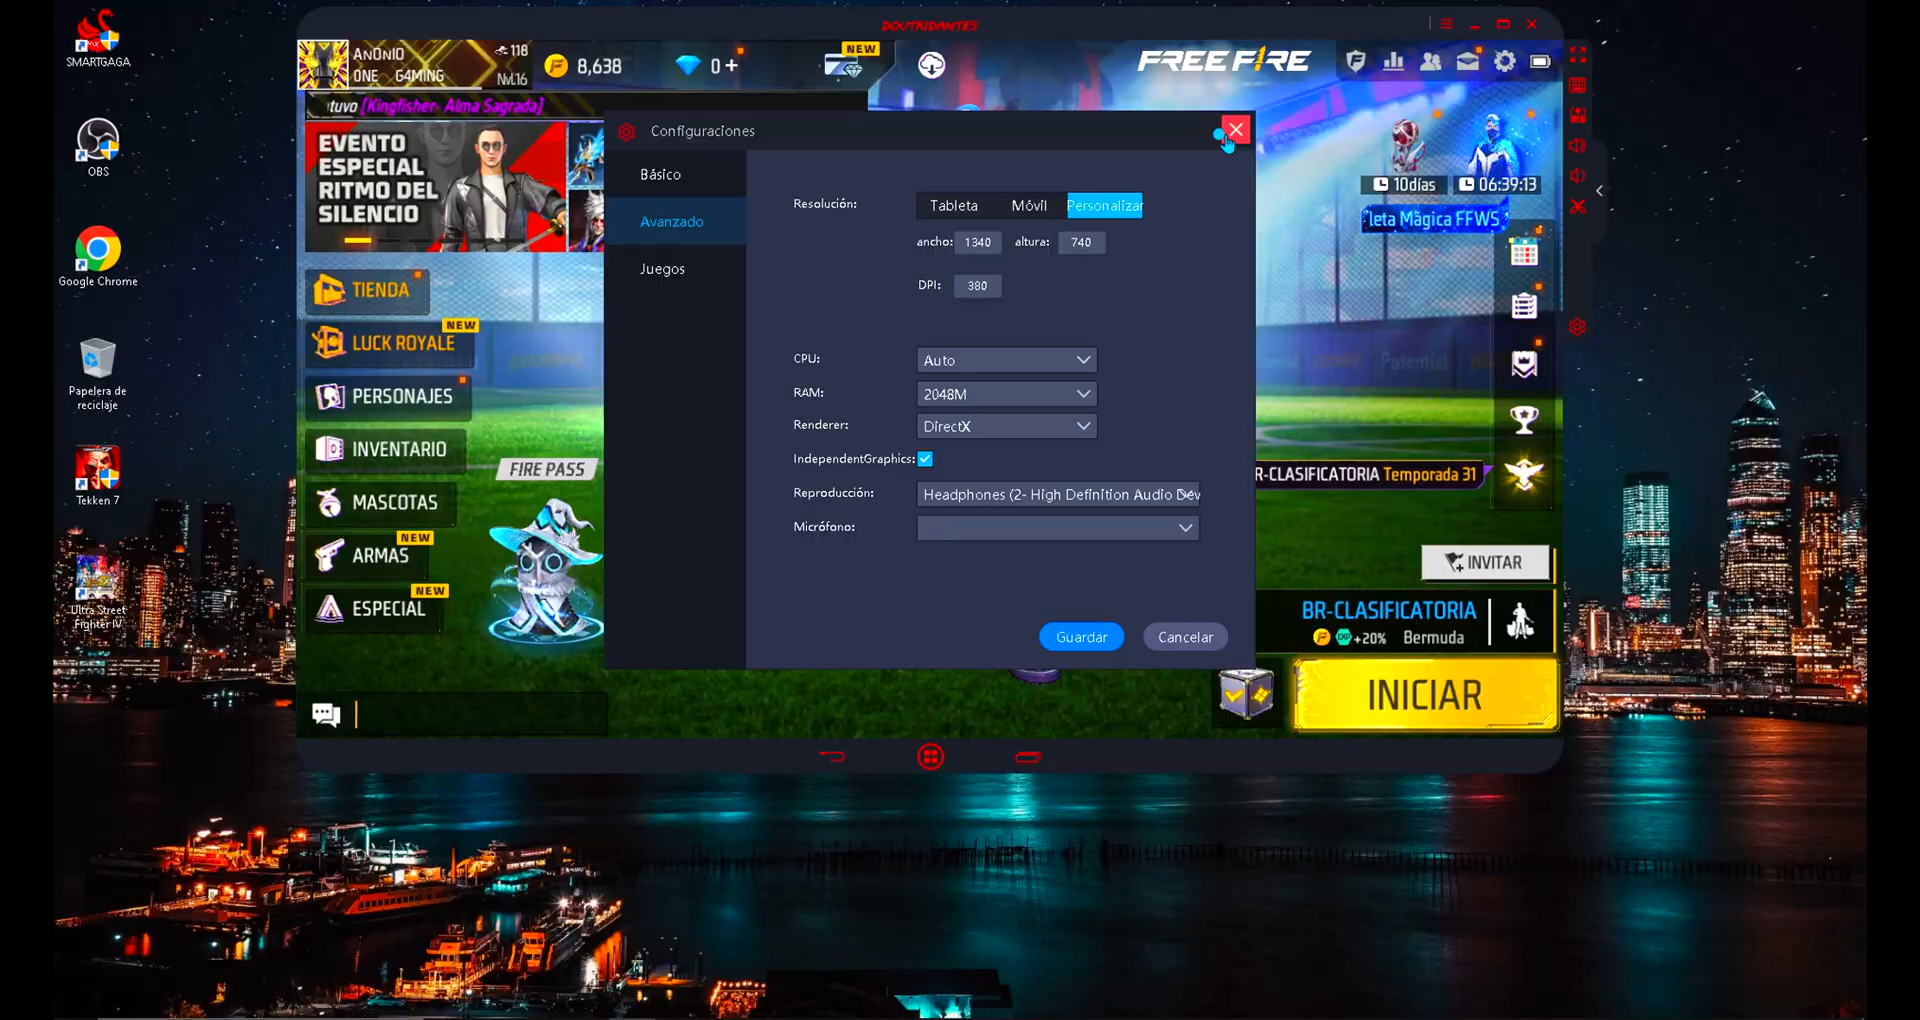 SMARTGAGA
OBS
Google Chrome
Papelera de
reciclaje
Tekken 7
Ultra Street
Fighter IV
DOUTRIDANTES
AnOnIO
ONE G4MING
118
Nvl.16
8,638
0 +
NEW
FREE FIRE
tuvo [Kingfisher- Alma Sagrada]
EVENTO
ESPECIAL
RITMO DEL
SILENCIO
TIENDA
NEW
LUCK ROYALE
PERSONAJES
INVENTARIO
MASCOTAS
NEW
ARMAS
NEW
ESPECIAL
FIRE PASS
Configuraciones
Básico
Avanzado
Juegos
Resolución:
Tableta
Móvil
Personalizar
ancho: 1340 altura: 740
DPI: 380
CPU: Auto
RAM: 2048M
Renderer: DirectX
IndependentGraphics:
Reproducción: Headphones (2- High Definition Audio Dev
Micrófono:
Guardar
Cancelar
10días
06:39:13
leta Mágica FFWS
R-CLASIFICATORIA Temporada 31
INVITAR
BR-CLASIFICATORIA
+20% Bermuda
INICIAR